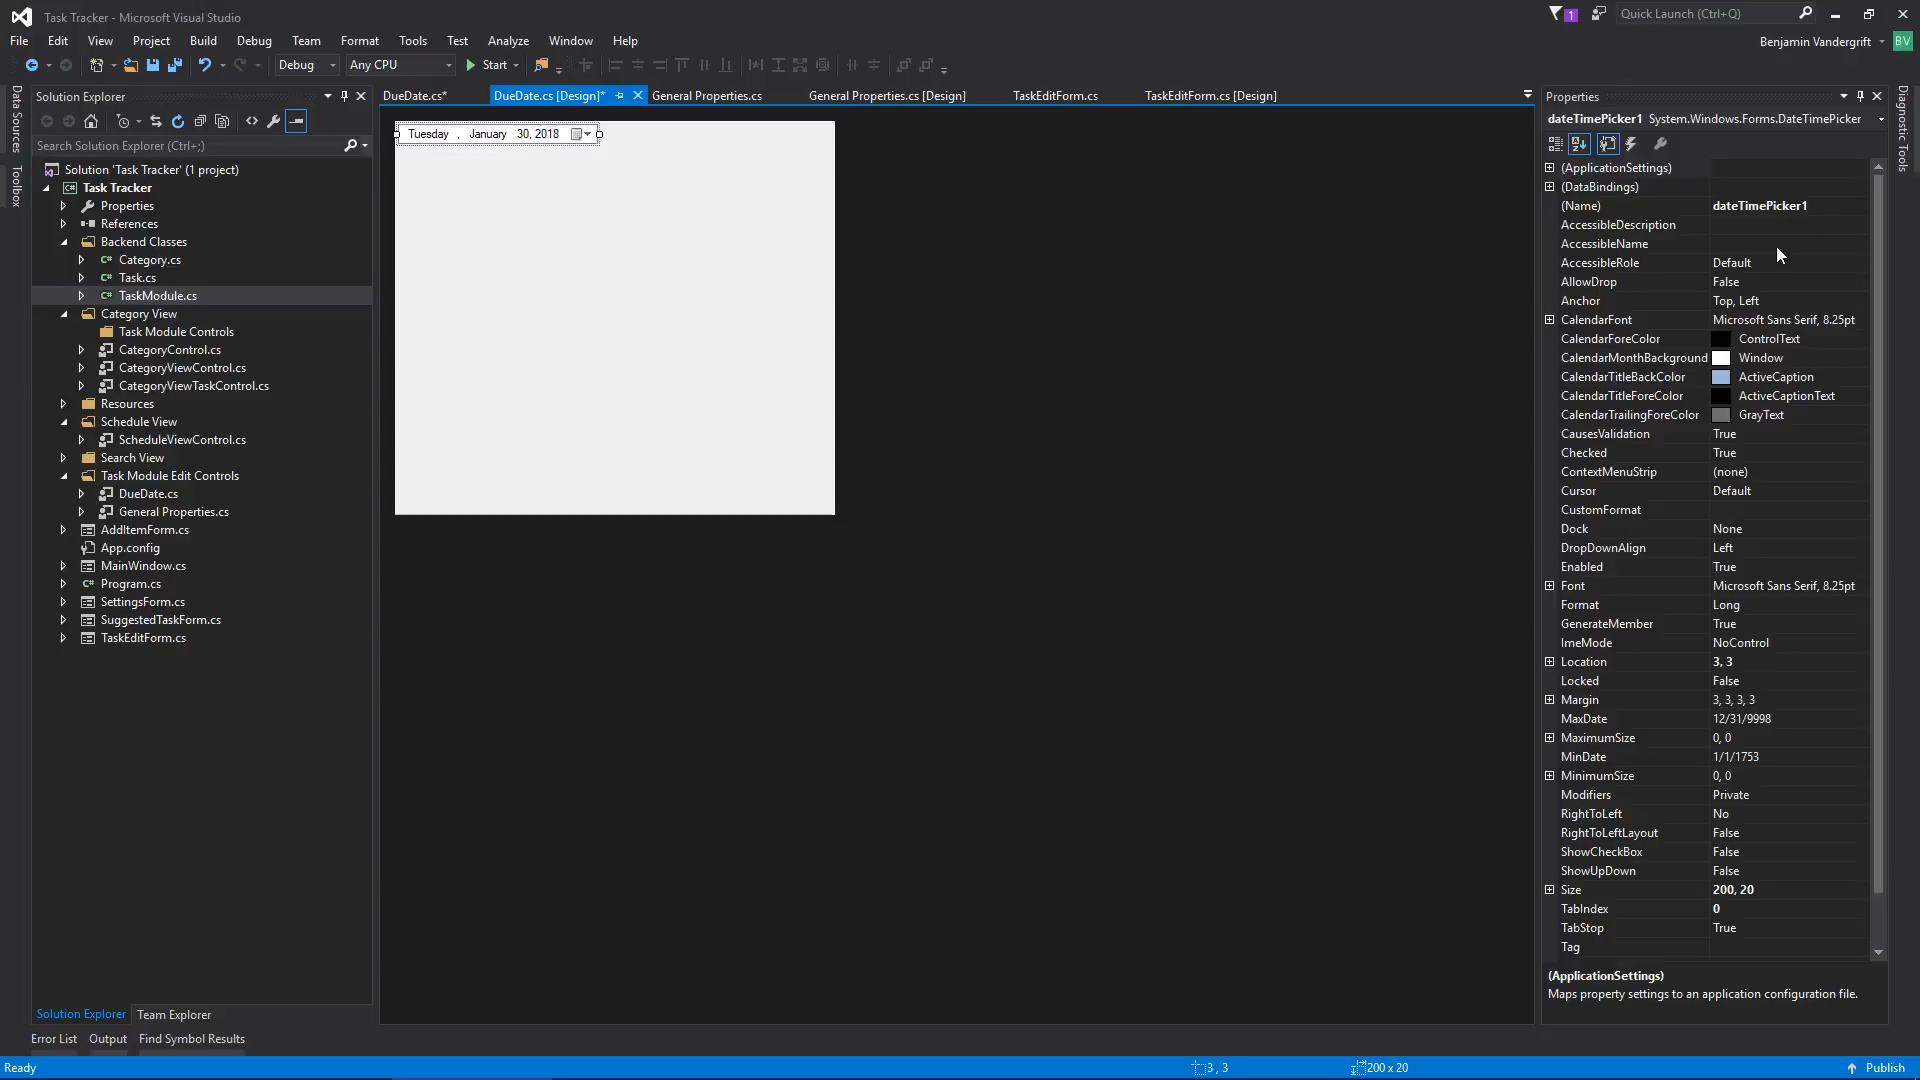 Task Tracker - Microsoft Visual Studio
1
Quick Launch (Ctrl+Q)
File Edit View Project Build Debug Team Format Tools Test Analyze Window Help
Benjamin Vandergrift BV
Debug Any CPU Start
Data Sources
Toolbox
Solution Explorer
Search Solution Explorer (Ctrl+;)
Solution 'Task Tracker' (1 project)
Task Tracker
Properties
References
Backend Classes
Category.cs
Task.cs
TaskModule.cs
Category View
Task Module Controls
CategoryControl.cs
CategoryViewControl.cs
CategoryViewTaskControl.cs
Resources
Schedule View
ScheduleViewControl.cs
Search View
Task Module Edit Controls
DueDate.cs
General Properties.cs
AddItemForm.cs
App.config
MainWindow.cs
Program.cs
SettingsForm.cs
SuggestedTaskForm.cs
TaskEditForm.cs
Solution Explorer Team Explorer
DueDate.cs* DueDate.cs [Design]* General Properties.cs General Properties.cs [Design] TaskEditForm.cs TaskEditForm.cs [Design]
Tuesday , January 30, 2018
Properties
dateTimePicker1 System.Windows.Forms.DateTimePicker
(ApplicationSettings)
(DataBindings)
(Name) dateTimePicker1
AccessibleDescription
AccessibleName
AccessibleRole Default
AllowDrop False
Anchor Top, Left
CalendarFont Microsoft Sans Serif, 8.25pt
CalendarForeColor ControlText
CalendarMonthBackground Window
CalendarTitleBackColor ActiveCaption
CalendarTitleForeColor ActiveCaptionText
CalendarTrailingForeColor GrayText
CausesValidation True
Checked True
ContextMenuStrip (none)
Cursor Default
CustomFormat
Dock None
DropDownAlign Left
Enabled True
Font Microsoft Sans Serif, 8.25pt
Format Long
GenerateMember True
ImeMode NoControl
Location 3, 3
Locked False
Margin 3, 3, 3, 3
MaxDate 12/31/9998
MaximumSize 0, 0
MinDate 1/1/1753
MinimumSize 0, 0
Modifiers Private
RightToLeft No
RightToLeftLayout False
ShowCheckBox False
ShowUpDown False
Size 200, 20
TabIndex 0
TabStop True
Tag
(ApplicationSettings)
Maps property settings to an application configuration file.
Diagnostic Tools
Error List Output Find Symbol Results
Ready 3 , 3 200 x 20 Publish